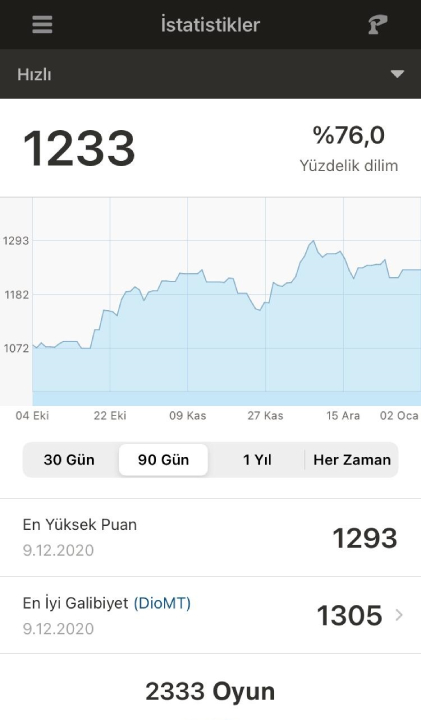 İstatistikler
Hızlı
1233
%76,0
Yüzdelik dilim
1293
1182
1072
04 Eki 22 Eki 09 Kas 27 Kas 15 Ara 02 Oca
30 Gün 90 Gün 1 Yıl Her Zaman
En Yüksek Puan
9.12.2020
1293
En İyi Galibiyet (DioMT)
9.12.2020
1305
2333 Oyun